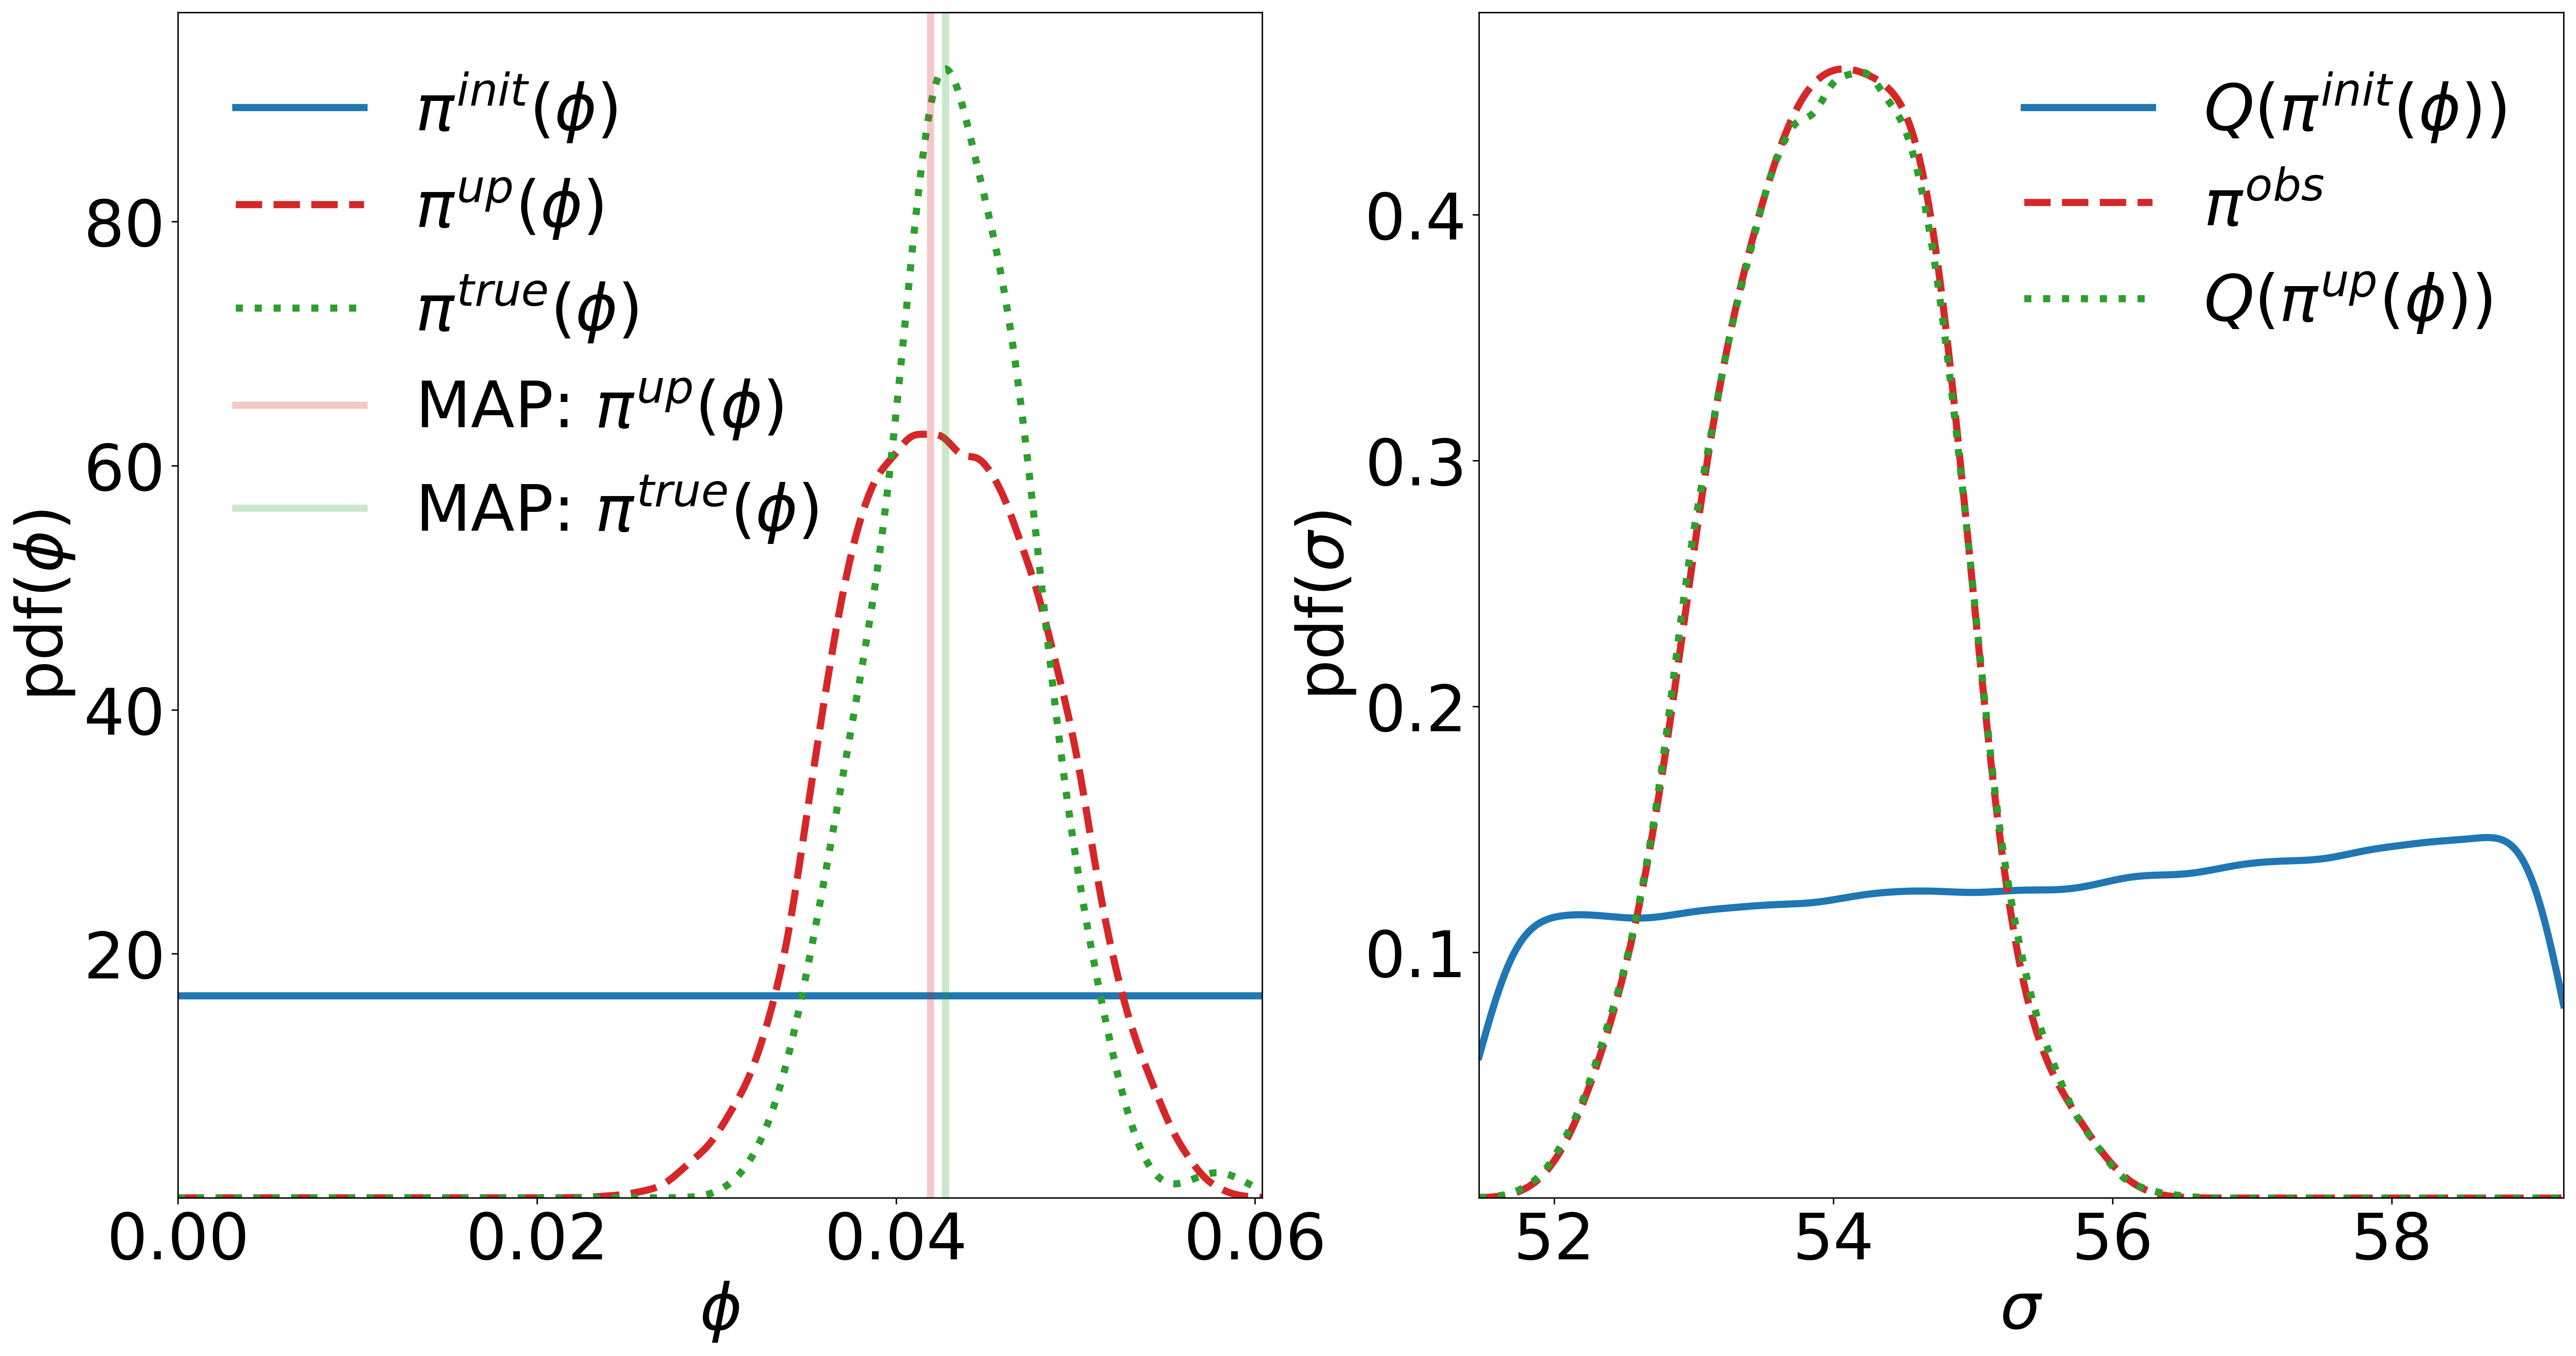 π^{init}(ϕ)
π^{up}(ϕ)
π^{true}(ϕ)
MAP: π^{up}(ϕ)
MAP: π^{true}(ϕ)
pdf(ϕ)
80
60
40
20
0.00 0.02 0.04 0.06
ϕ
Q(π^{init}(ϕ))
π^{obs}
Q(π^{up}(ϕ))
pdf(σ)
0.4
0.3
0.2
0.1
52 54 56 58
σ